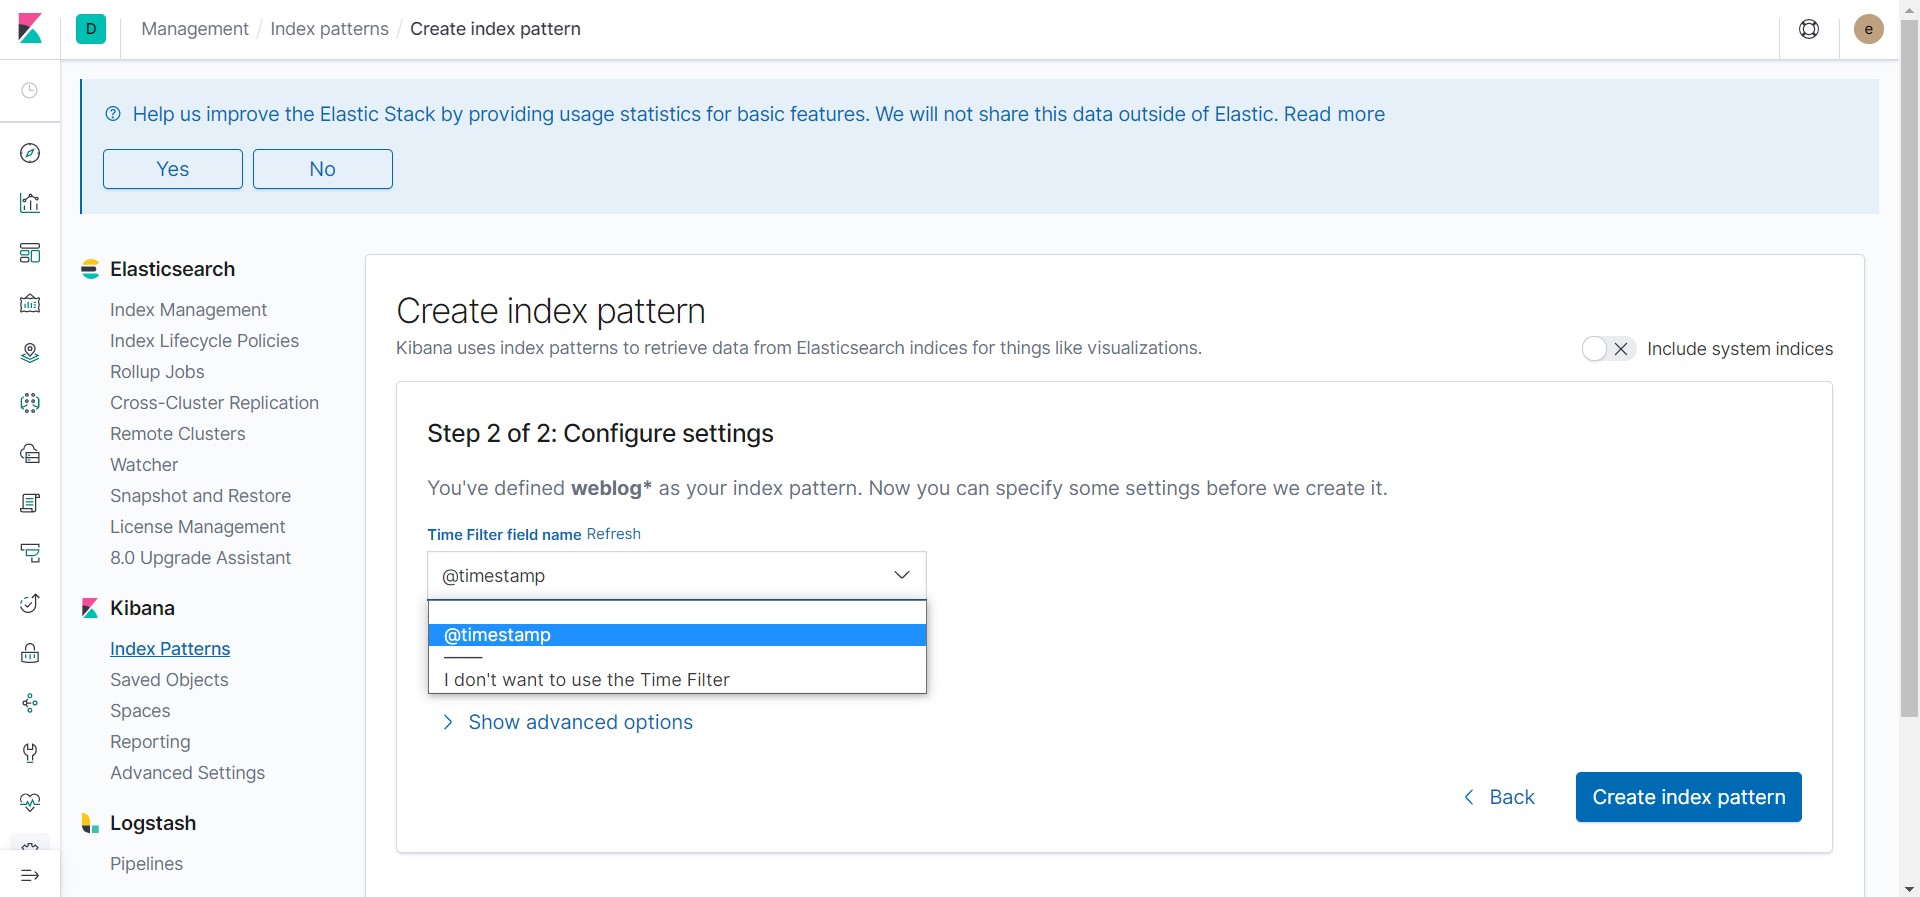 D
Management / Index patterns / Create index pattern
e
Help us improve the Elastic Stack by providing usage statistics for basic features. We will not share this data outside of Elastic. Read more
Yes
No
Elasticsearch
Index Management
Index Lifecycle Policies
Rollup Jobs
Cross-Cluster Replication
Remote Clusters
Watcher
Snapshot and Restore
License Management
8.0 Upgrade Assistant
Kibana
Index Patterns
Saved Objects
Spaces
Reporting
Advanced Settings
Logstash
Pipelines
Create index pattern
Kibana uses index patterns to retrieve data from Elasticsearch indices for things like visualizations.
Include system indices
Step 2 of 2: Configure settings
You've defined weblog* as your index pattern. Now you can specify some settings before we create it.
Time Filter field name Refresh
@timestamp
@timestamp
I don't want to use the Time Filter
Show advanced options
Back
Create index pattern